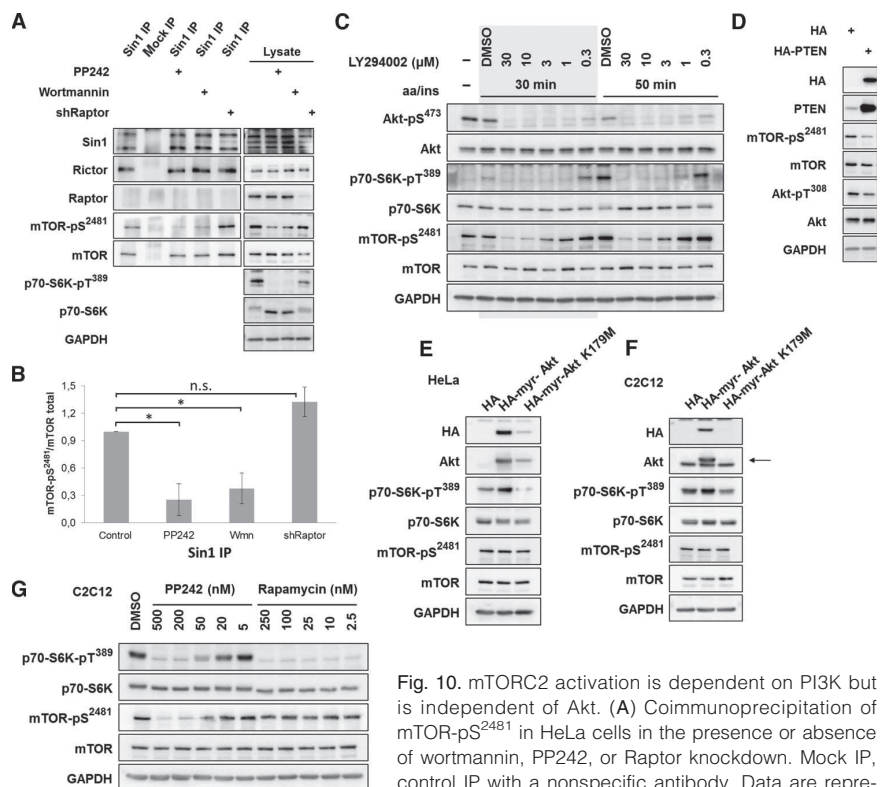 A
Sin1 IP
Mock IP
Sin1 IP
Sin1 IP
Sin1 IP
Lysate
PP242 + +
Wortmannin + +
shRaptor + +
Sin1
Rictor
Raptor
mTOR-pS2481
mTOR
p70-S6K-pT389
p70-S6K
GAPDH
B
mTOR-pS2481/mTOR total
1,5
1,2
0,9
0,6
0,3
0,0
n.s.
*
*
Control PP242 Wmn shRaptor
Sin1 IP
C
LY294002 (μM) – DMSO 30 10 3 1 0.3 DMSO 30 10 3 1 0.3
aa/ins – 30 min 50 min
Akt-pS473
Akt
p70-S6K-pT389
p70-S6K
mTOR-pS2481
mTOR
GAPDH
D
HA +
HA-PTEN +
HA
PTEN
mTOR-pS2481
mTOR
Akt-pT308
Akt
GAPDH
E
HeLa
HA
HA-myr- Akt
HA-myr-Akt K179M
HA
Akt
p70-S6K-pT389
p70-S6K
mTOR-pS2481
mTOR
GAPDH
F
C2C12
HA
HA-myr-Akt
HA-myr-Akt K179M
HA
Akt
p70-S6K-pT389
p70-S6K
mTOR-pS2481
mTOR
GAPDH
G
C2C12 DMSO PP242 (nM) Rapamycin (nM)
500 200 50 20 5 250 100 25 10 2.5
p70-S6K-pT389
p70-S6K
mTOR-pS2481
mTOR
GAPDH
Fig. 10. mTORC2 activation is dependent on PI3K but
is independent of Akt. (A) Coimmunoprecipitation of
mTOR-pS2481 in HeLa cells in the presence or absence
of wortmannin, PP242, or Raptor knockdown. Mock IP,
control IP with a nonspecific antibody. Data are repre-